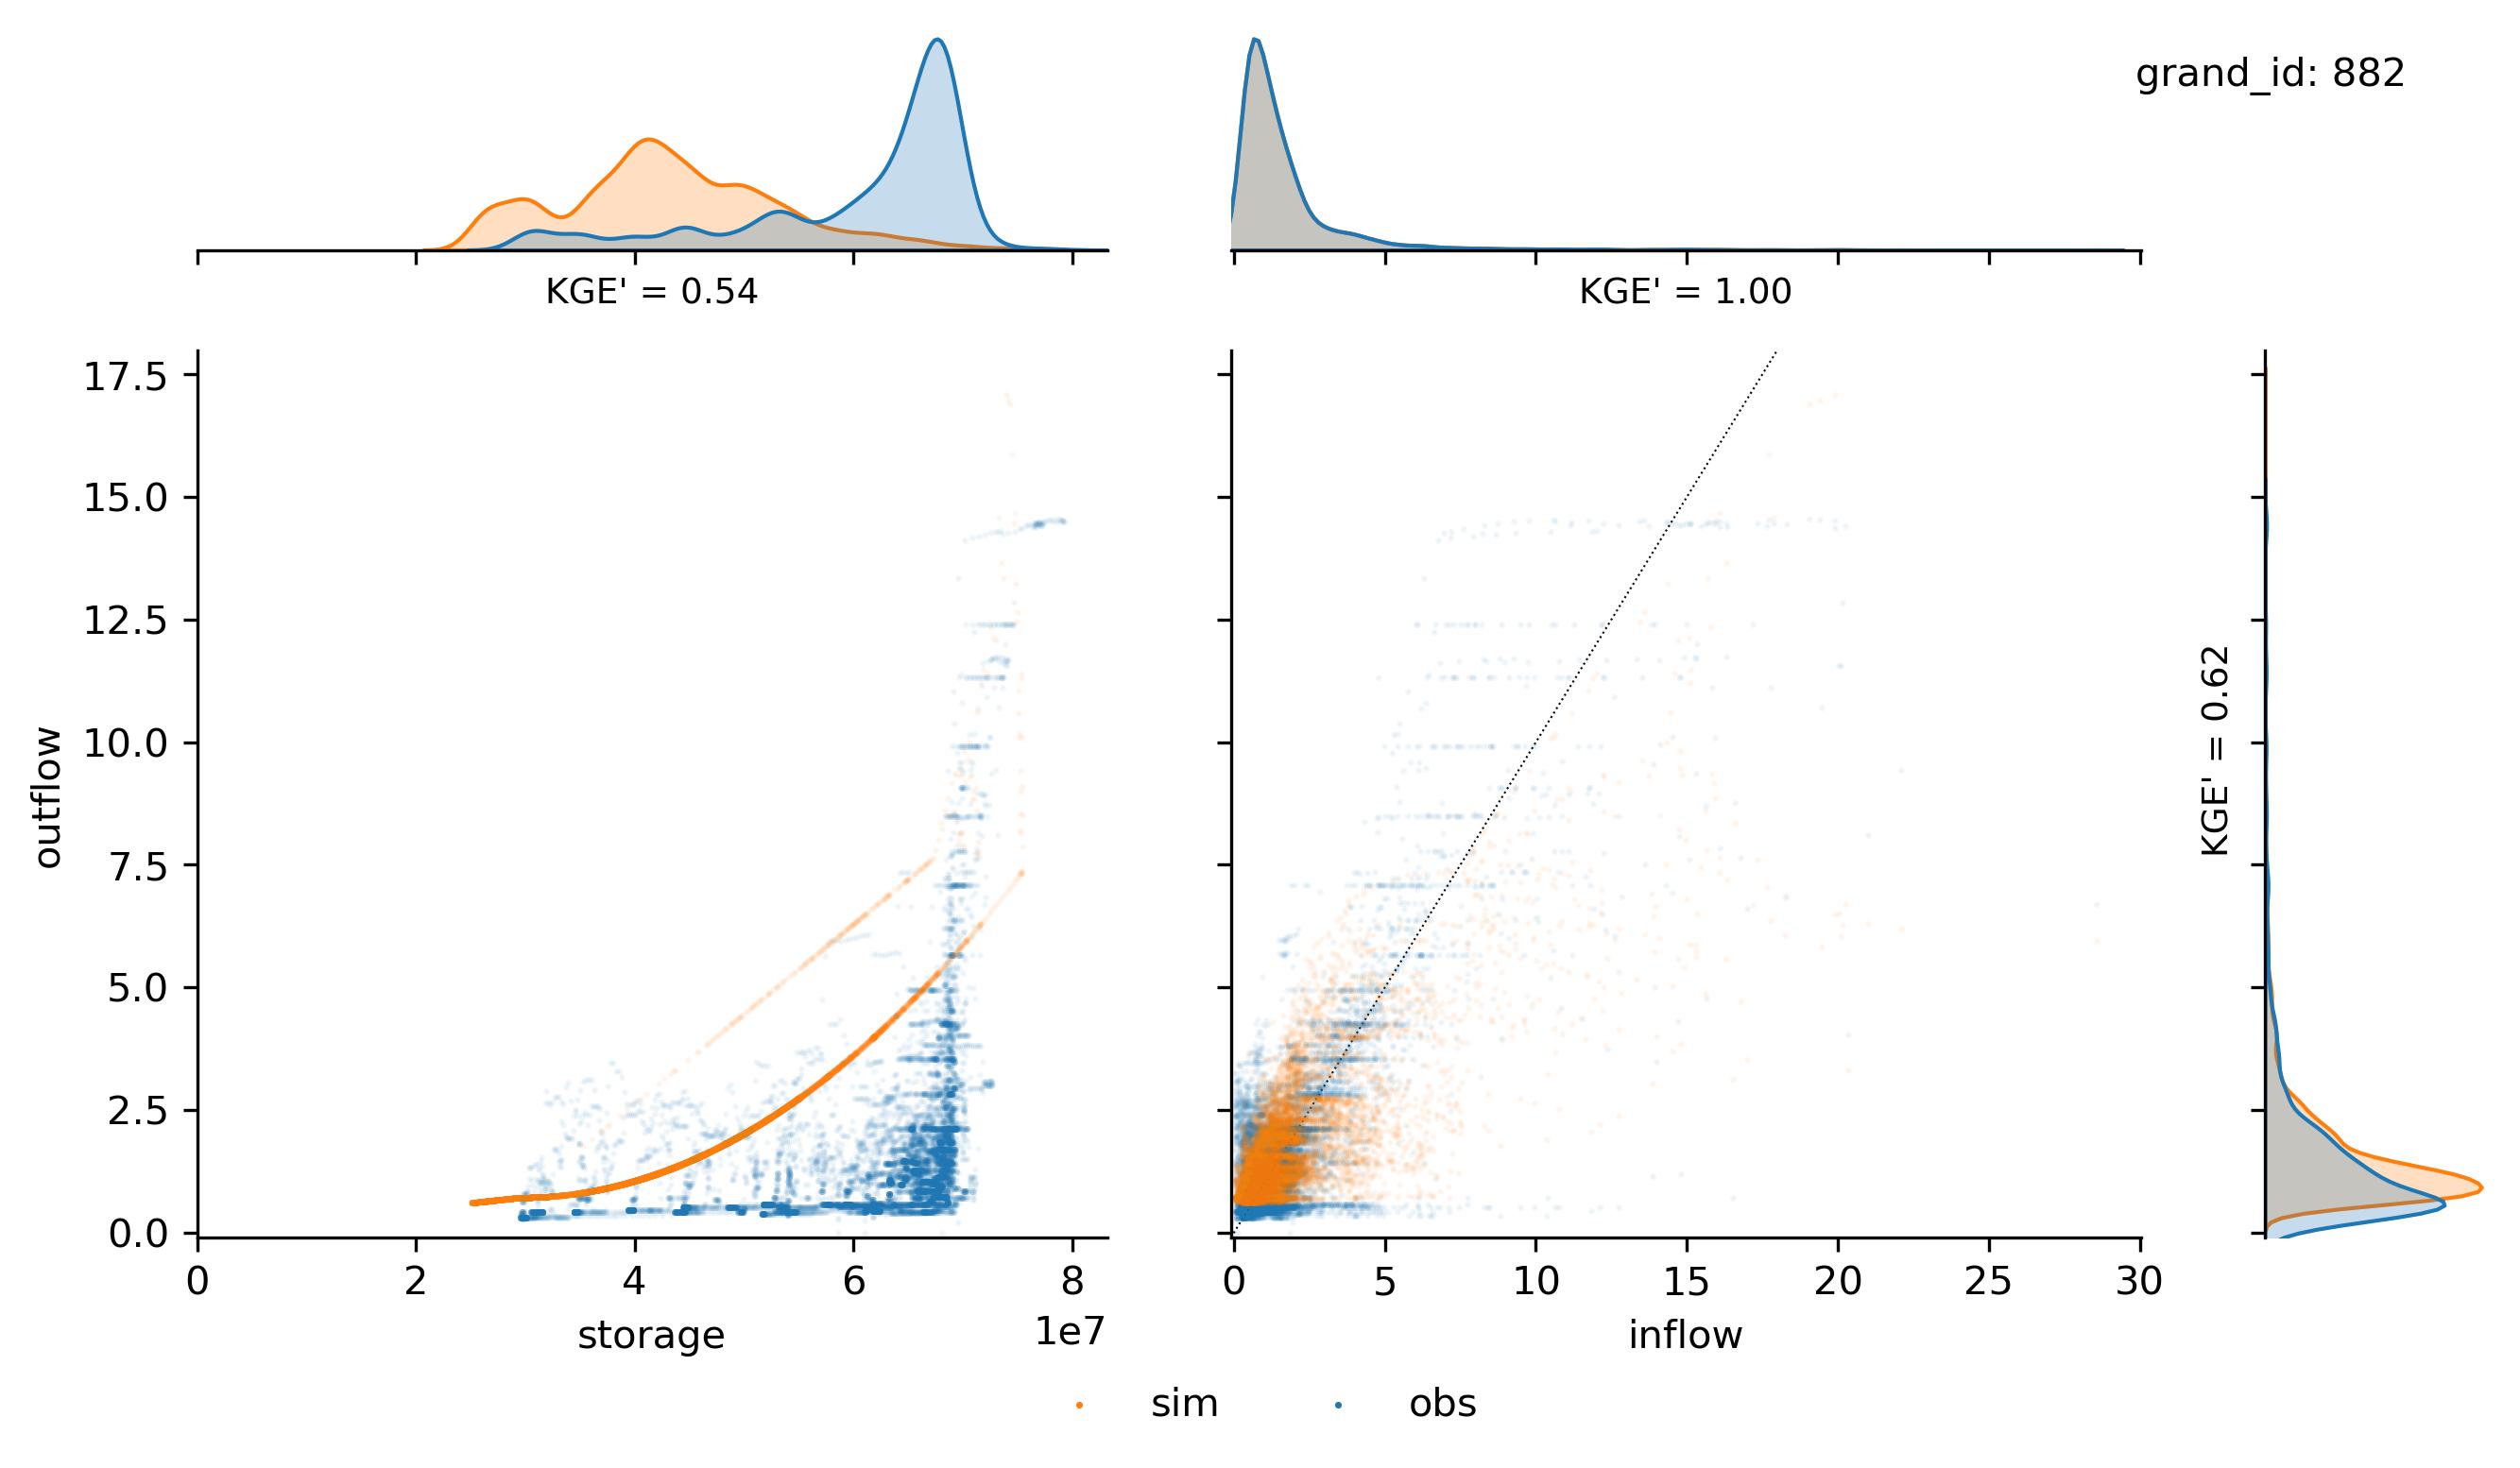 grand_id: 882
KGE' = 0.54
KGE' = 1.00
17.5
15.0
12.5
10.0
7.5
5.0
2.5
0.0
outflow
KGE' = 0.62
0 2 4 6 8
1e7
storage
0 5 10 15 20 25 30
inflow
sim obs